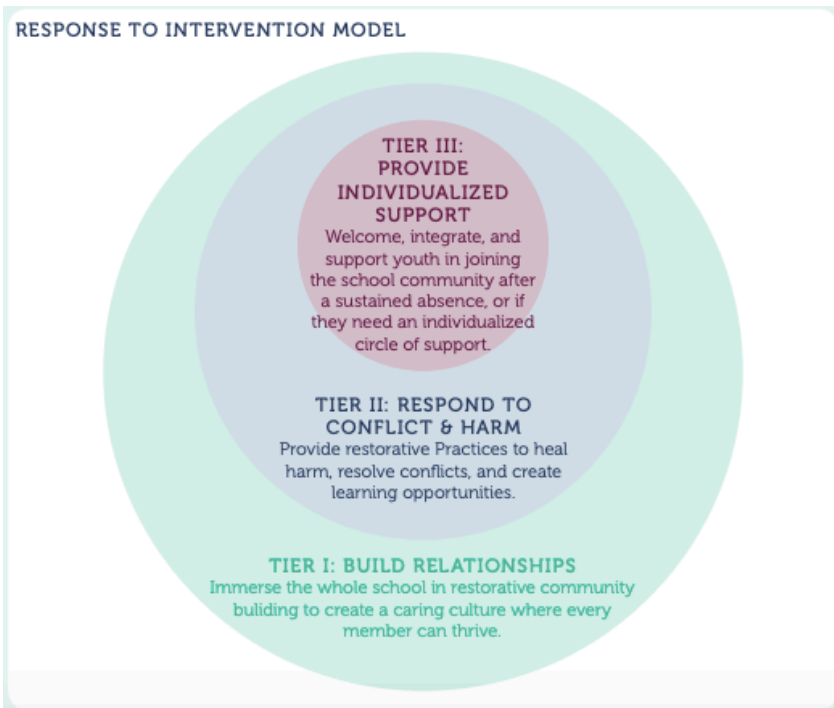 RESPONSE TO INTERVENTION MODEL
TIER III:
PROVIDE
INDIVIDUALIZED
SUPPORT
Welcome, integrate, and
support youth in joining
the school community after
a sustained absence, or if
they need an individualized
circle of support.
TIER II: RESPOND TO
CONFLICT & HARM
Provide restorative Practices to heal
harm, resolve conflicts, and create
learning opportunities.
TIER I: BUILD RELATIONSHIPS
Immerse the whole school in restorative community
buliding to create a caring culture where every
member can thrive.